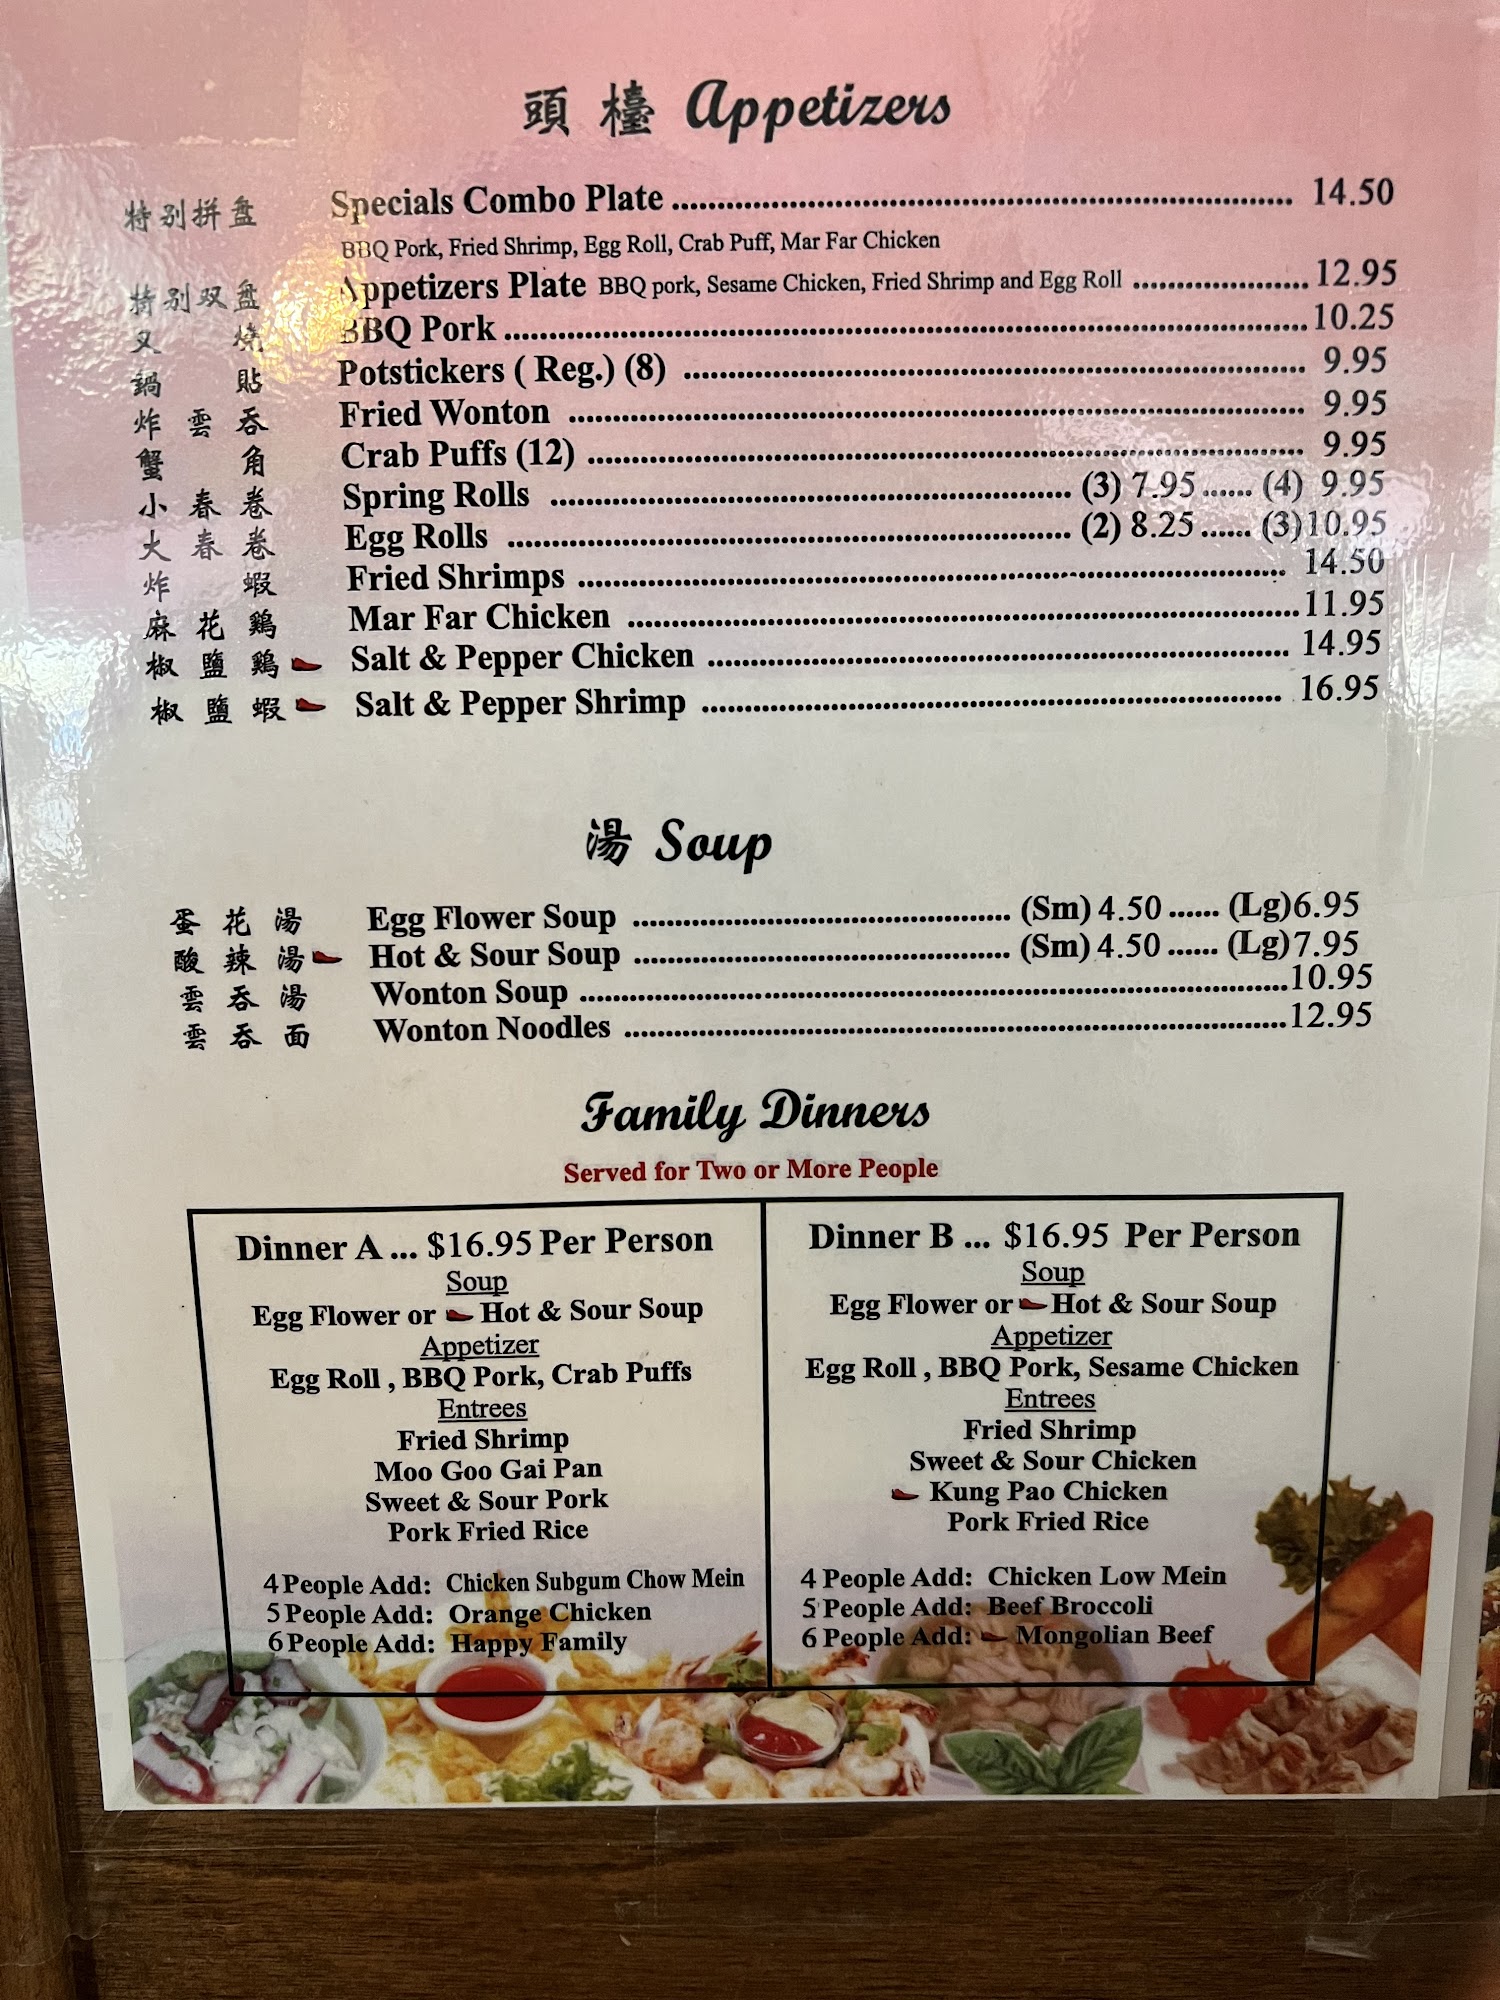 頭檯 Appetizers
特别拼盘 Specials Combo Plate ........ 14.50
BBQ Pork, Fried Shrimp, Egg Roll, Crab Puff, Mar Far Chicken
特别双盘 Appetizers Plate BBQ pork, Sesame Chicken, Fried Shrimp and Egg Roll ........ 12.95
叉燒 BBQ Pork ........ 10.25
鍋貼 Potstickers ( Reg.) (8) ........ 9.95
炸雲吞 Fried Wonton ........ 9.95
蟹角 Crab Puffs (12) ........ 9.95
小春卷 Spring Rolls ........ (3) 7.95 ...... (4) 9.95
大春卷 Egg Rolls ........ (2) 8.25 ...... (3)10.95
炸蝦 Fried Shrimps ........ 14.50
麻花鷄 Mar Far Chicken ........ 11.95
椒鹽鷄 Salt & Pepper Chicken ........ 14.95
椒鹽蝦 Salt & Pepper Shrimp ........ 16.95
湯 Soup
蛋花湯 Egg Flower Soup ........ (Sm) 4.50 ...... (Lg)6.95
酸辣湯 Hot & Sour Soup ........ (Sm) 4.50 ...... (Lg)7.95
雲吞湯 Wonton Soup ........ 10.95
雲吞面 Wonton Noodles ........ 12.95
Family Dinners
Served for Two or More People
Dinner A ... $16.95 Per Person
Soup
Egg Flower or Hot & Sour Soup
Appetizer
Egg Roll , BBQ Pork, Crab Puffs
Entrees
Fried Shrimp
Moo Goo Gai Pan
Sweet & Sour Pork
Pork Fried Rice
4 People Add: Chicken Subgum Chow Mein
5 People Add: Orange Chicken
6 People Add: Happy Family
Dinner B ... $16.95 Per Person
Soup
Egg Flower or Hot & Sour Soup
Appetizer
Egg Roll , BBQ Pork, Sesame Chicken
Entrees
Fried Shrimp
Sweet & Sour Chicken
Kung Pao Chicken
Pork Fried Rice
4 People Add: Chicken Low Mein
5 People Add: Beef Broccoli
6 People Add: Mongolian Beef